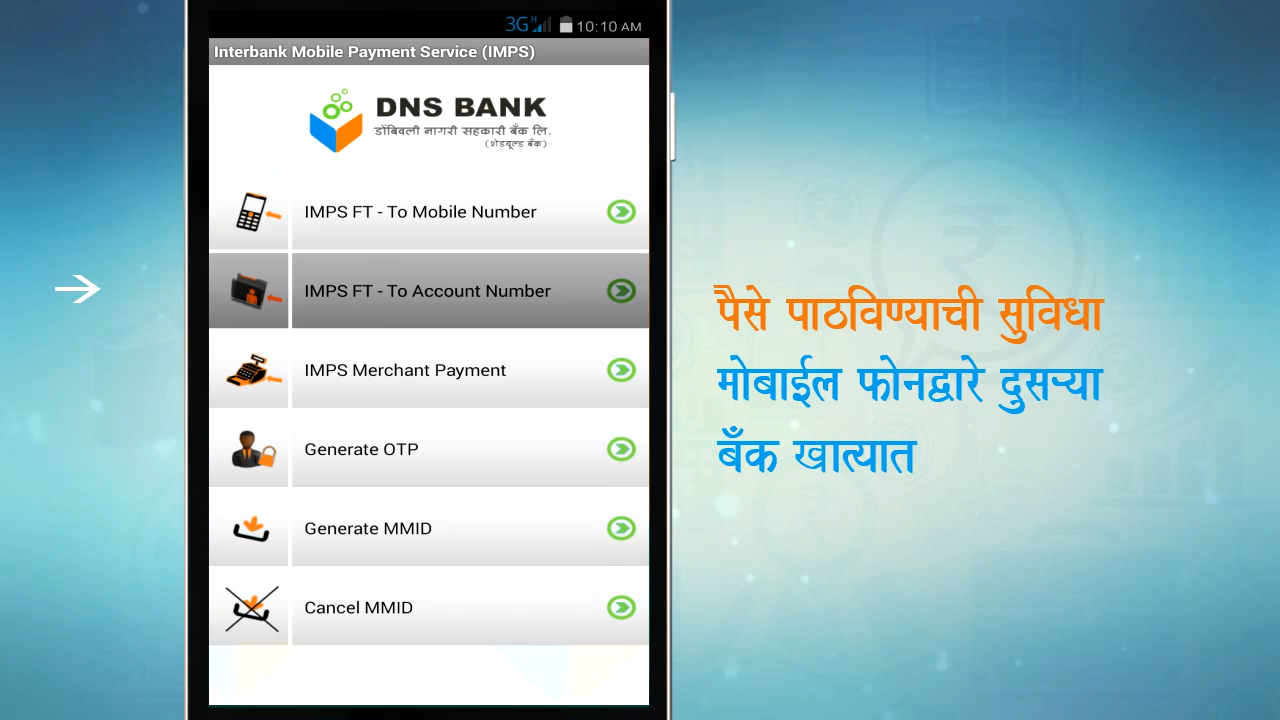 3G H 10:10 AM
Interbank Mobile Payment Service (IMPS)
DNS BANK
डोंबिवली नागरी सहकारी बँक लि.
(शेडयूल्ड बँक)
IMPS FT - To Mobile Number
IMPS FT - To Account Number
IMPS Merchant Payment
Generate OTP
Generate MMID
Cancel MMID
पैसे पाठविण्याची सुविधा
मोबाईल फोनद्वारे दुसऱ्या
बँक खात्यात